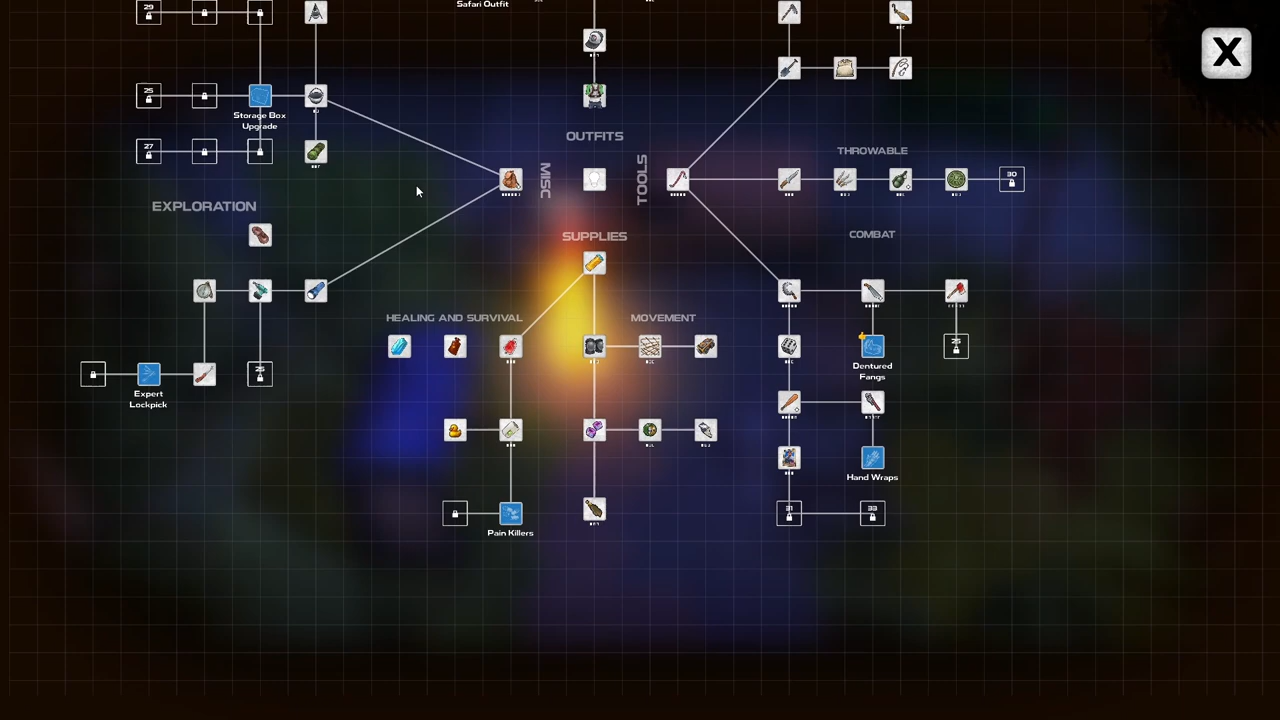 Safari Outfit
29
25
Storage Box
Upgrade
27
OUTFITS
MISC
TOOLS
THROWABLE
30
EXPLORATION
SUPPLIES
COMBAT
HEALING AND SURVIVAL
MOVEMENT
Dentured
Fangs
25
Expert
Lockpick
25
Hand Wraps
31
33
Pain Killers
X